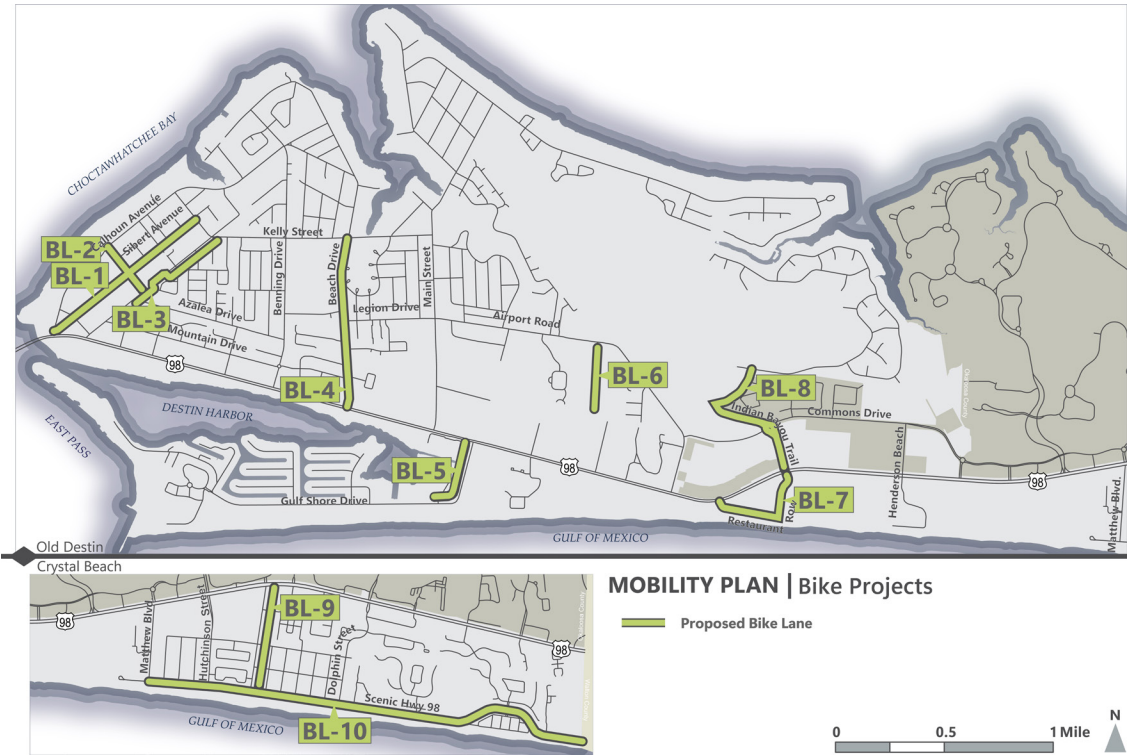 CHOCTAWHATCHEE BAY
Calhoun Avenue
Sibert Avenue
BL-2
BL-1
BL-3
Kelly Street
Benning Drive
Beach Drive
Main Street
Azalea Drive
Legion Drive
Airport Road
Mountain Drive
98
BL-4
BL-6
BL-8
Indian Bayou Trail
Commons Drive
Okaloosa County
DESTIN HARBOR
EAST PASS
BL-5
98
Henderson Beach
98
Matthew Blvd.
Gulf Shore Drive
BL-7
Restaurant Row
GULF OF MEXICO
Old Destin
Crystal Beach
MOBILITY PLAN | Bike Projects
Proposed Bike Lane
98
Matthew Blvd
Hutchinson Street
BL-9
Dolphin Street
98
Scenic Hwy 98
BL-10
GULF OF MEXICO
0 0.5 1 Mile
N